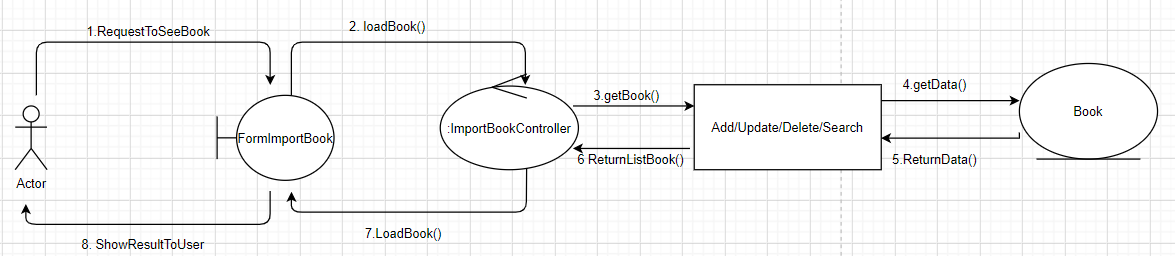 1.RequestToSeeBook
2. loadBook()
3.getBook()
4.getData()
FormImportBook
:ImportBookController
Add/Update/Delete/Search
Book
6 ReturnListBook()
5.ReturnData()
Actor
7.LoadBook()
8. ShowResultToUser